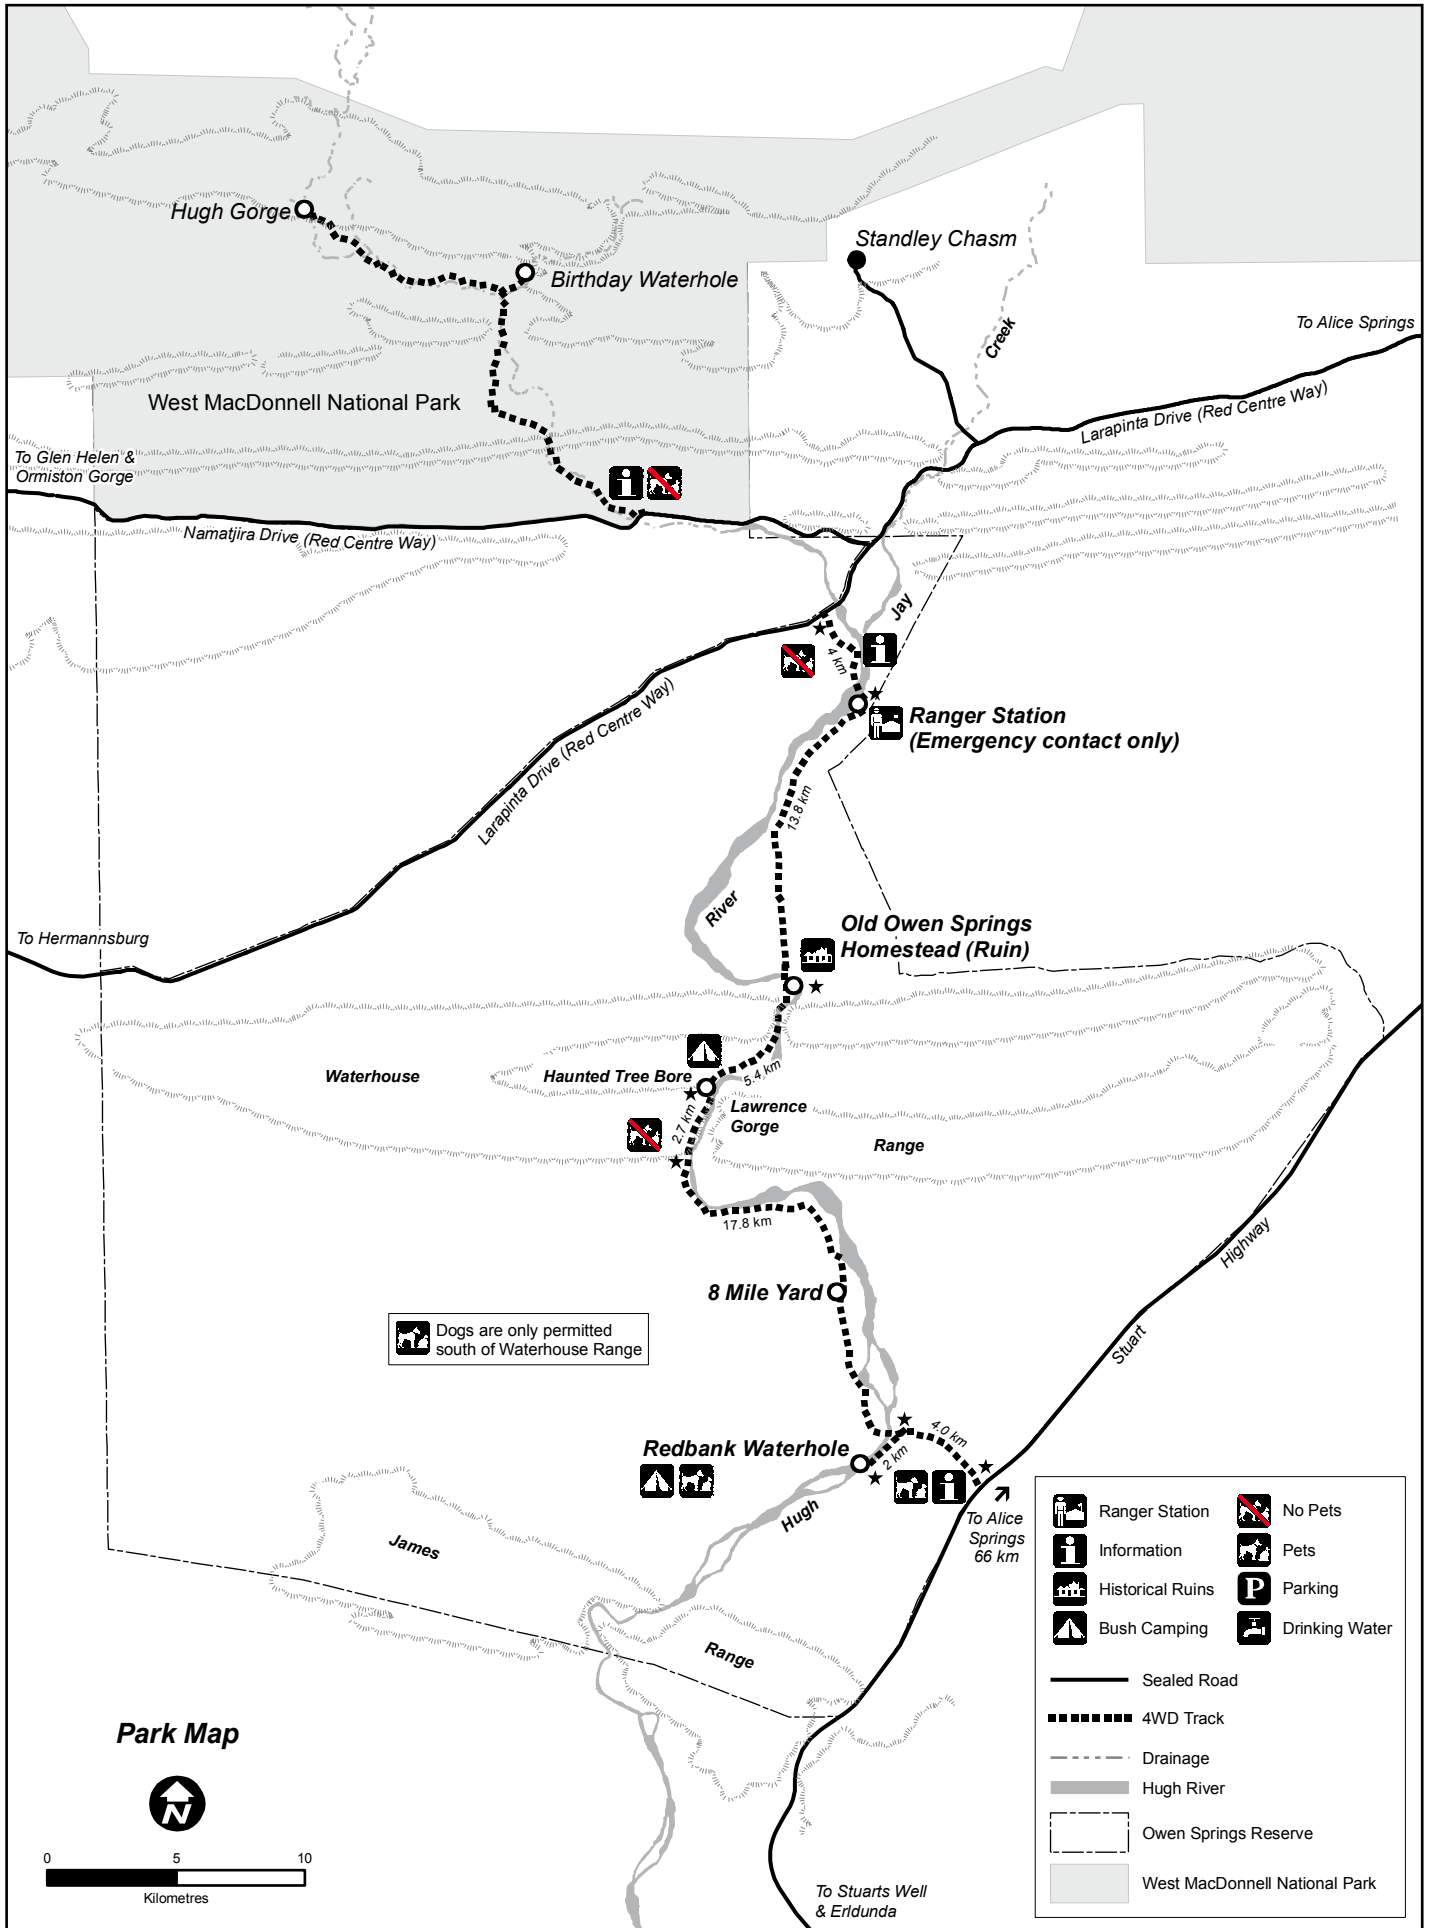 Hugh Gorge
Birthday Waterhole
Standley Chasm
Creek
To Alice Springs
Larapinta Drive (Red Centre Way)
West MacDonnell National Park
To Glen Helen &
Ormiston Gorge
Namatjira Drive (Red Centre Way)
Jay
4 km
Ranger Station
(Emergency contact only)
Larapinta Drive (Red Centre Way)
13.8 km
River
Old Owen Springs
Homestead (Ruin)
To Hermannsburg
Waterhouse
Haunted Tree Bore
5.4 km
Lawrence
Gorge
2.7 km
Range
17.8 km
Highway
8 Mile Yard
Stuart
Dogs are only permitted
south of Waterhouse Range
4.0 km
Redbank Waterhole
2 km
Hugh
To Alice
Springs
66 km
James
Range
Park Map
N
0 5 10
Kilometres
To Stuarts Well
& Erldunda
Ranger Station
No Pets
Information
Pets
Historical Ruins
P
Parking
Bush Camping
Drinking Water
Sealed Road
4WD Track
Drainage
Hugh River
Owen Springs Reserve
West MacDonnell National Park